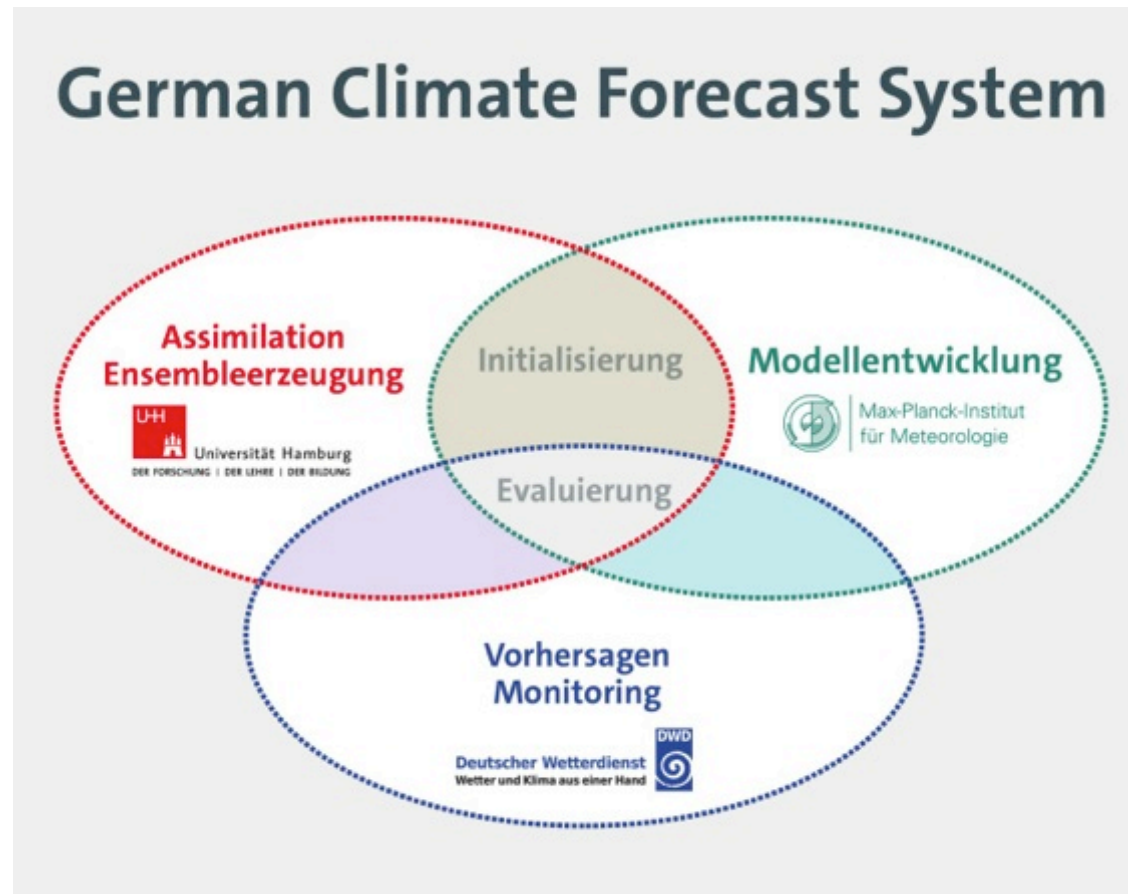 German Climate Forecast System
Assimilation
Ensembleerzeugung
U+H
Universität Hamburg
DER FORSCHUNG | DER LEHRE | DER BILDUNG
Initialisierung
Modellentwicklung
Max-Planck-Institut
für Meteorologie
Evaluierung
Vorhersagen
Monitoring
Deutscher Wetterdienst
Wetter und Klima aus einer Hand
DWD